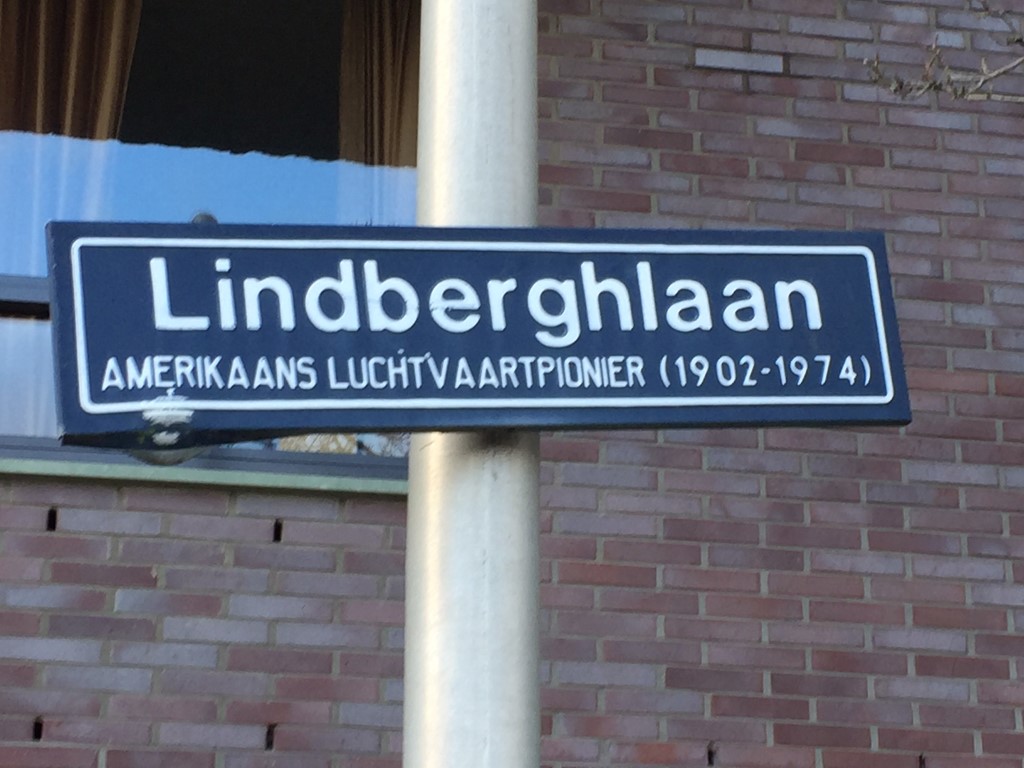 Lindberghlaan
AMERIKAANS LUCHTVAARTPIONIER (1902-1974)